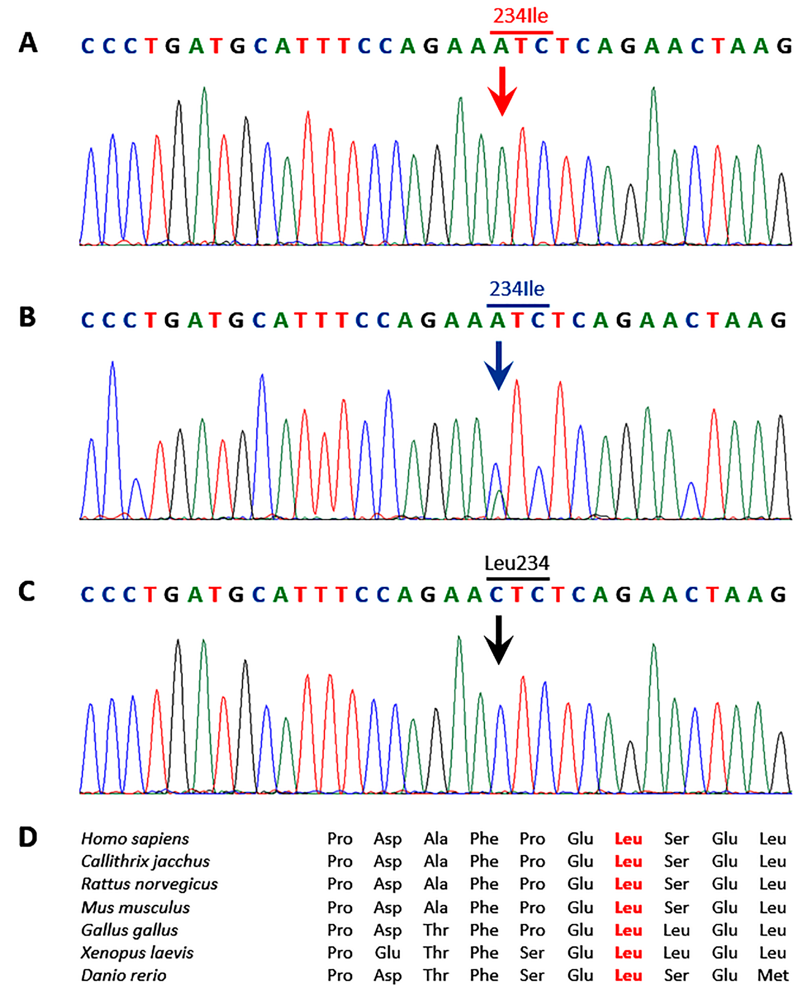 234Ile
A C C C T G A T G C A T T T C C A G A A A T C T C A G A A C T A A G
234Ile
B C C C T G A T G C A T T T C C A G A A A T C T C A G A A C T A A G
Leu234
C C C C T G A T G C A T T T C C A G A A C T C T C A G A A C T A A G
D Homo sapiens Pro Asp Ala Phe Pro Glu Leu Ser Glu Leu
Callithrix jacchus Pro Asp Ala Phe Pro Glu Leu Ser Glu Leu
Rattus norvegicus Pro Asp Ala Phe Pro Glu Leu Ser Glu Leu
Mus musculus Pro Asp Ala Phe Pro Glu Leu Ser Glu Leu
Gallus gallus Pro Asp Thr Phe Pro Glu Leu Leu Glu Leu
Xenopus laevis Pro Glu Thr Phe Ser Glu Leu Leu Glu Leu
Danio rerio Pro Asp Thr Phe Ser Glu Leu Ser Glu Met